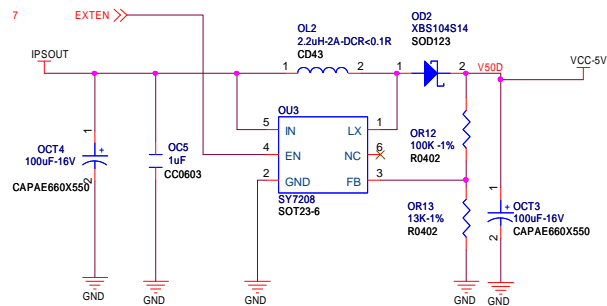 7 EXTEN
OD2
XBS104S14
SOD123
OL2
2.2uH-2A-DCR<0.1R
CD43
IPSOUT
1 2 1 2
V50D
VCC-5V
OU3
5 IN LX 1
4 EN NC 6
2 GND FB 3
SY7208
SOT23-6
OCT4
100uF-16V
CAPAE660X550
1
2
OC5
1uF
CC0603
OR12
100K -1%
R0402
OR13
13K-1%
R0402
1
2
OCT3
100uF-16V
CAPAE660X550
GND GND GND GND GND